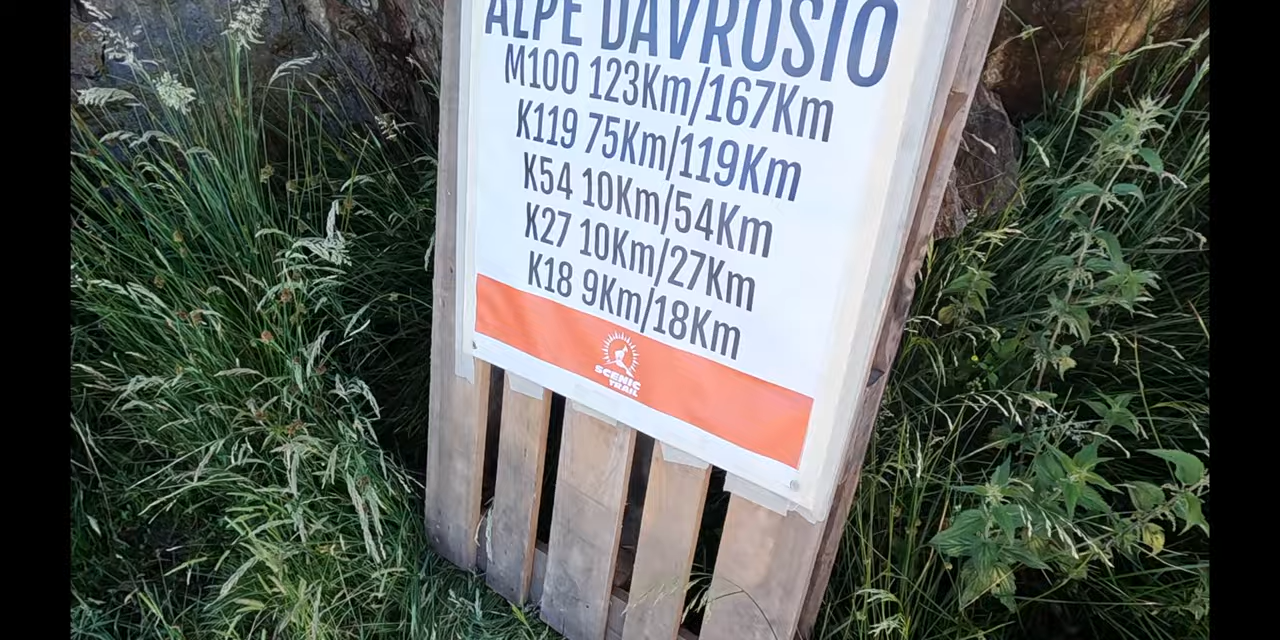 ALPE DAVROSIO
M100 123Km/167Km
K119 75Km/119Km
K54 10Km/54Km
K27 10Km/27Km
K18 9Km/18Km
SCENIC
TRAIL